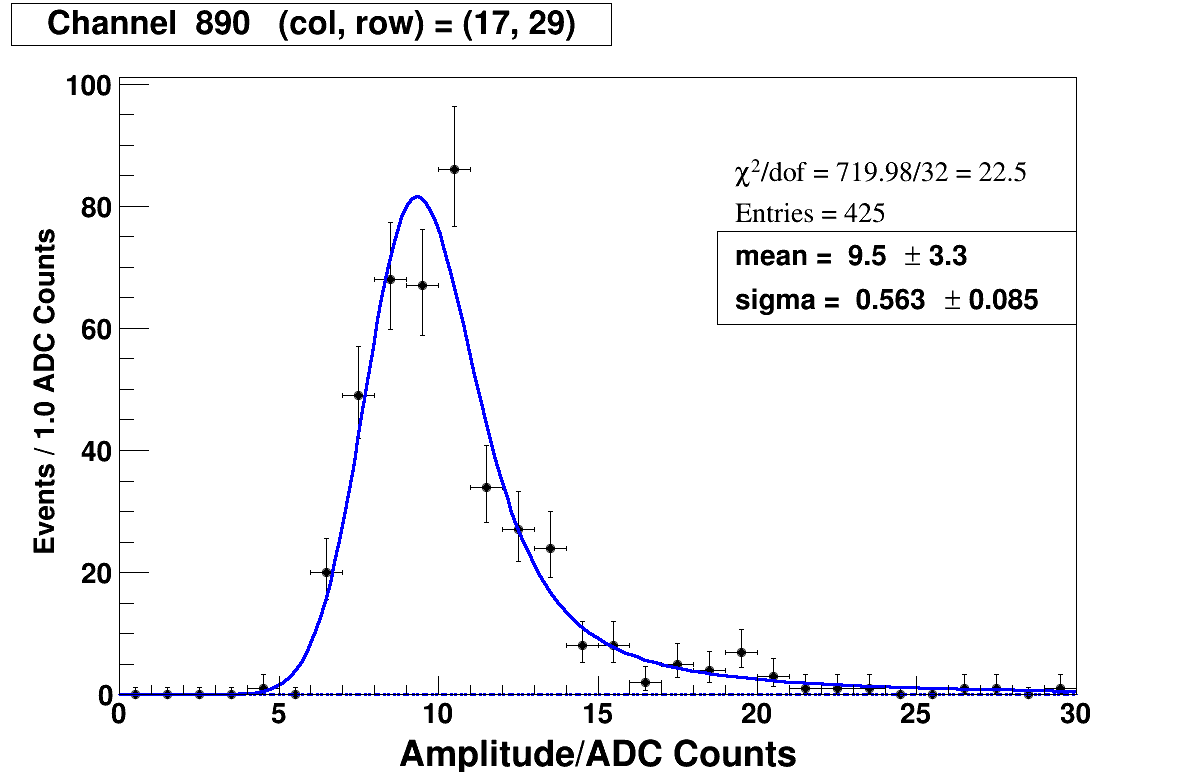 Channel 890 (col, row) = (17, 29)
100
80
60
40
20
0
Events / 1.0 ADC Counts
χ²/dof = 719.98/32 = 22.5
Entries = 425
mean = 9.5 ± 3.3
sigma = 0.563 ± 0.085
0 5 10 15 20 25 30
Amplitude/ADC Counts